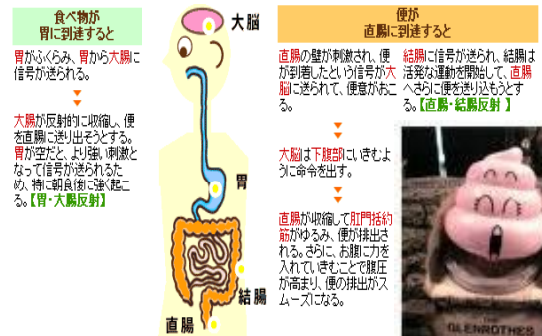 食べ物が
胃に到達すると
胃がふくらみ、胃から大腸に
信号が送られる。
大腸が反射的に収縮し、便
を直腸に送り出そうとする。
胃が空だと、より強い刺激と
なって信号が送られるた
め、特に朝食後に強く起こ
る。【胃・大腸反射】
大脳
胃
結腸
直腸
便が
直腸に到達すると
直腸の壁が刺激され、便
が到着したという信号が大
脳に送られて、便意がおこ
る。
大脳は下腹部にいきむよ
うに命令を出す。
直腸が収縮して肛門括約
筋がゆるみ、便が排出さ
れる。さらに、お腹に力を
入れていきむことで腹圧
が高まり、便の排出がス
ムーズになる。
結腸に信号が送られ、結腸は
活発な運動を開始して、直腸
へさらに便を送り込もうとす
る。【直腸・結腸反射】
THE
GLENROTHES